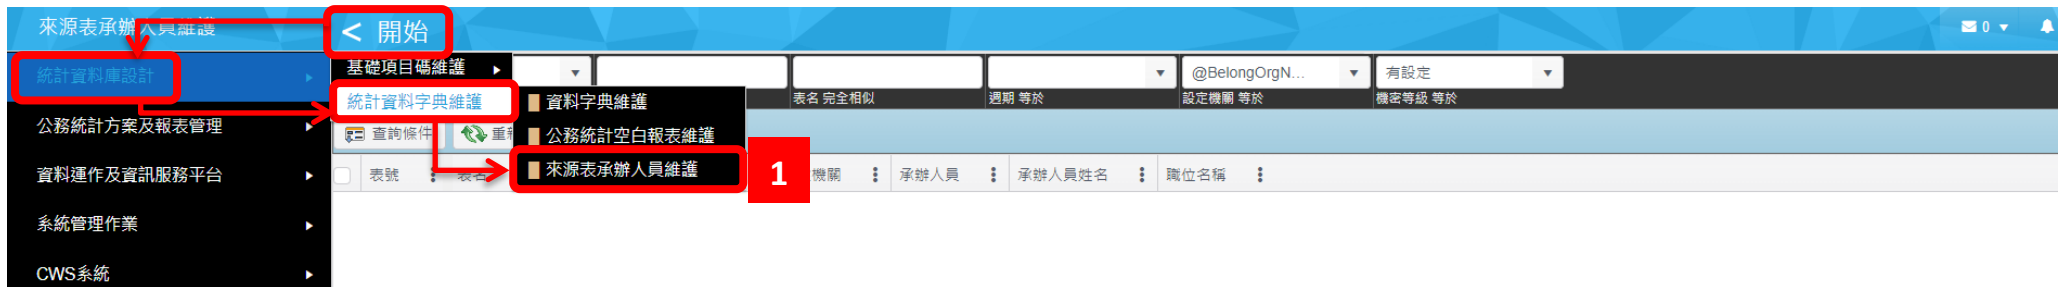 來源表承辦人員維護
< 開始
0
統計資料庫設計
基礎項目碼維護
@BelongOrgN...
有設定
統計資料字典維護
資料字典維護
表名 完全相似
週期 等於
設定機關 等於
機密等級 等於
公務統計方案及報表管理
查詢條件
公務統計空白報表維護
資料運作及資訊服務平台
表號
表名
來源表承辦人員維護
1
機關
承辦人員
承辦人員姓名
職位名稱
系統管理作業
CWS系統